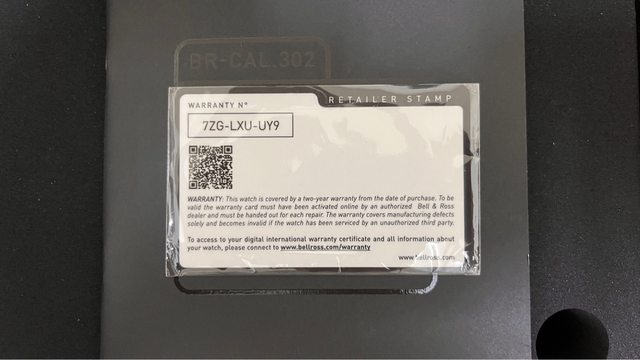 BR-CAL.302
RETAILER STAMP
WARRANTY N°
7ZG-LXU-UY9
WARRANTY: This watch is covered by a two-year warranty from the date of purchase. To be
valid the warranty card must have been activated online by an authorized Bell & Ross
dealer and must be handed out for each repair. The warranty covers manufacturing defects
solely and becomes invalid if the watch has been serviced by an unauthorized third party.
To access to your digital international warranty certificate and all information about
your watch, please connect to www.bellross.com/warranty
www.bellross.com